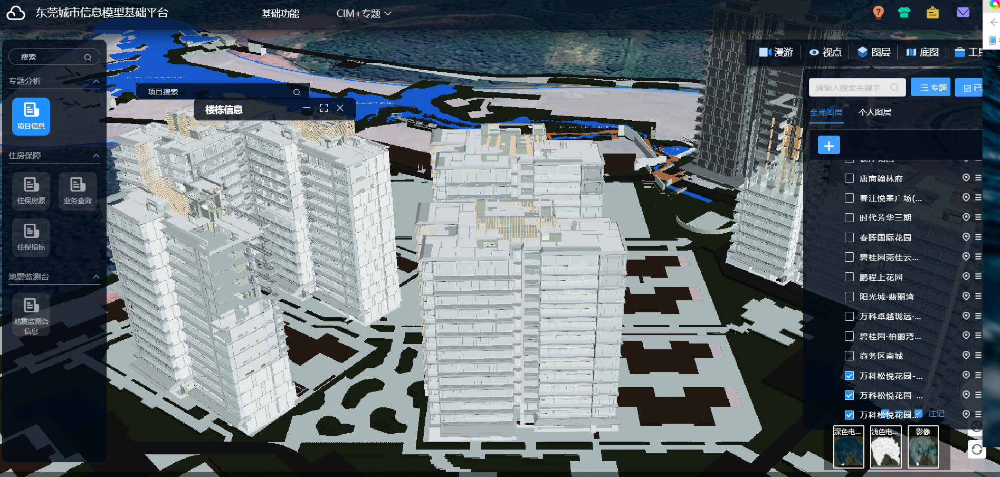 东莞城市信息模型基础平台
基础功能
CIM+专题
搜索
专题分析
项目信息
住房保障
住保房源
业务查询
住保指标
地震监测台
地震监测台
信息
项目搜索
楼栋信息
漫游
视点
图层
底图
工具
请输入搜索关键字
专题
已
全局图层
个人图层
唐商翰林府
春江悦峯广场(...
时代芳华三期
春晖国际花园
碧桂园莞佳云...
鹏程上花园
阳光城·翡丽湾
万科卓越珑远·...
碧桂园·柏丽湾...
商务区南城
万科松悦花园-...
万科松悦花园-...
万科松悦花园...
注记
深色电...
浅色电...
影像